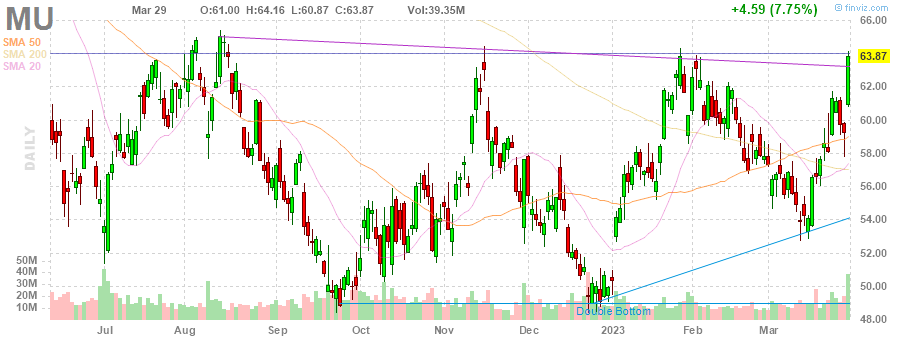 © finviz.com
MU Mar 29 O:61.00 H:64.16 L:60.87 C:63.87 Vol:39.35M +4.59 (7.75%)
SMA 50
SMA 200
SMA 20
DAILY
66.00
64.00
63.87
62.00
60.00
58.00
56.00
54.00
52.00
50.00
48.00
50M
40M
30M
20M
10M
Double Bottom
Jul Aug Sep Oct Nov Dec 2023 Feb Mar